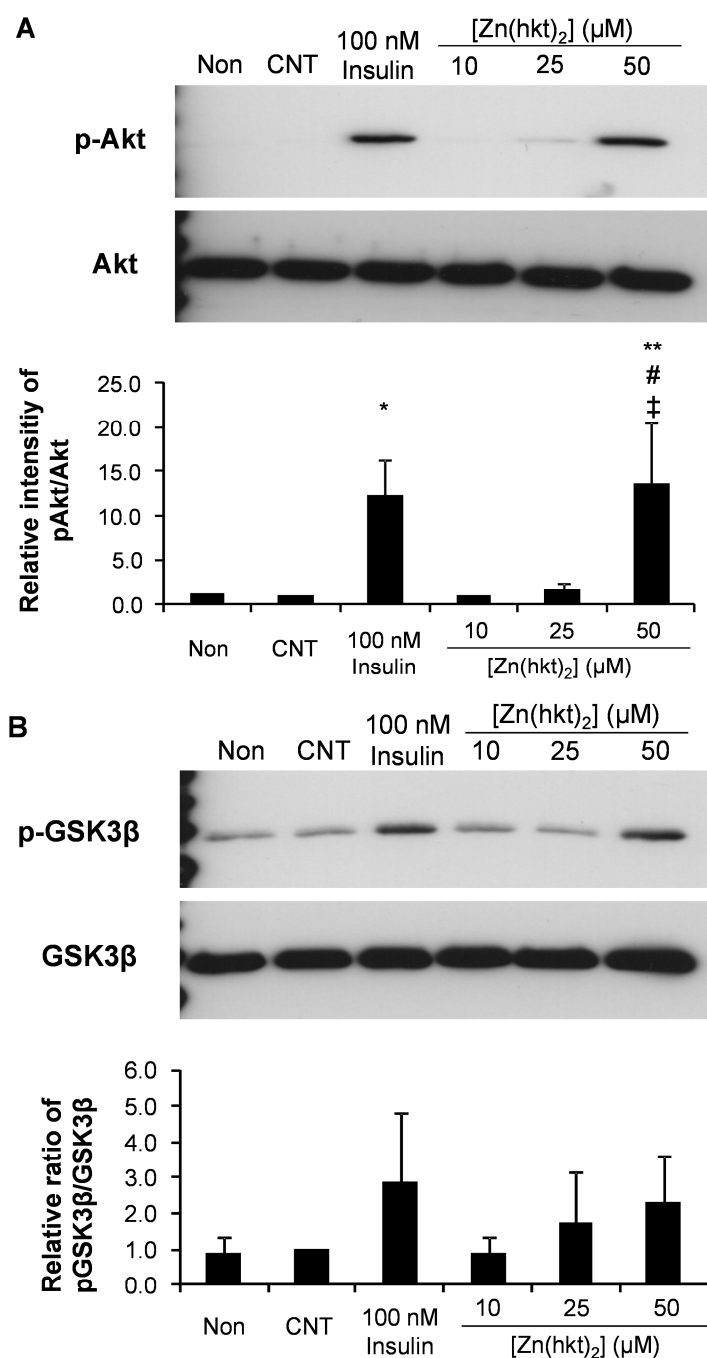 A
100 nM
[Zn(hkt)2] (μM)
Non CNT Insulin 10 25 50
p-Akt
Akt
Relative intensitiy of
pAkt/Akt
25.0
20.0
15.0
10.0
5.0
0.0
*
**
#
‡
Non CNT 100 nM 10 25 50
Insulin [Zn(hkt)2] (μM)
B
100 nM [Zn(hkt)2] (μM)
Non CNT Insulin 10 25 50
p-GSK3β
GSK3β
Relative ratio of
pGSK3β/GSK3β
6.0
5.0
4.0
3.0
2.0
1.0
0.0
Non CNT 100 nM 10 25 50
Insulin [Zn(hkt)2] (μM)